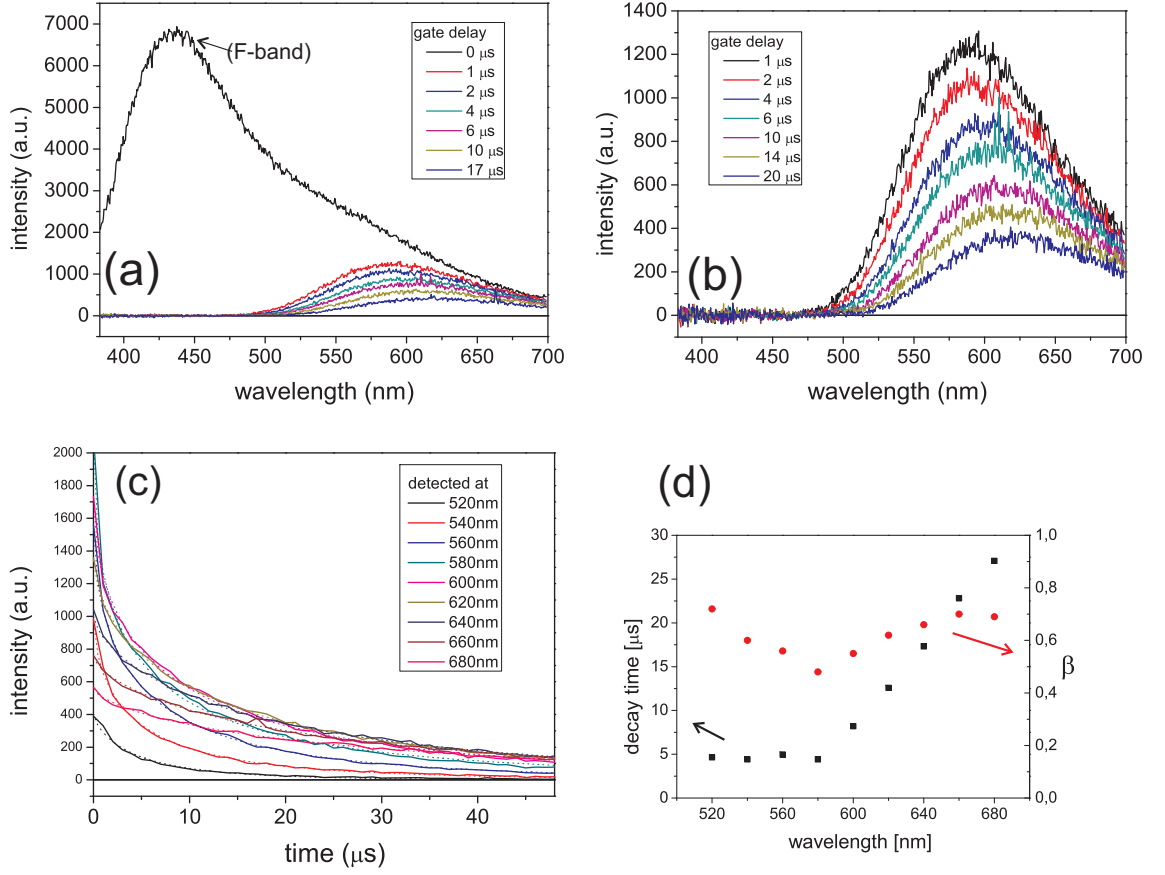 7000
6000
5000
4000
3000
2000
1000
0
intensity (a.u.)
(F-band)
gate delay
0 μs
1 μs
2 μs
4 μs
6 μs
10 μs
17 μs
(a)
400 450 500 550 600 650 700
wavelength (nm)
1400
1200
1000
800
600
400
200
0
intensity (a.u.)
gate delay
1 μs
2 μs
4 μs
6 μs
10 μs
14 μs
20 μs
(b)
400 450 500 550 600 650 700
wavelength (nm)
2000
1800
1600
1400
1200
1000
800
600
400
200
0
intensity (a.u.)
(c)
detected at
520nm
540nm
560nm
580nm
600nm
620nm
640nm
660nm
680nm
0 10 20 30 40
time (μs)
(d)
30
25
20
15
10
5
0
decay time [μs]
1,0
0,8
0,6
0,4
0,2
0,0
β
520 560 600 640 680
wavelength [nm]